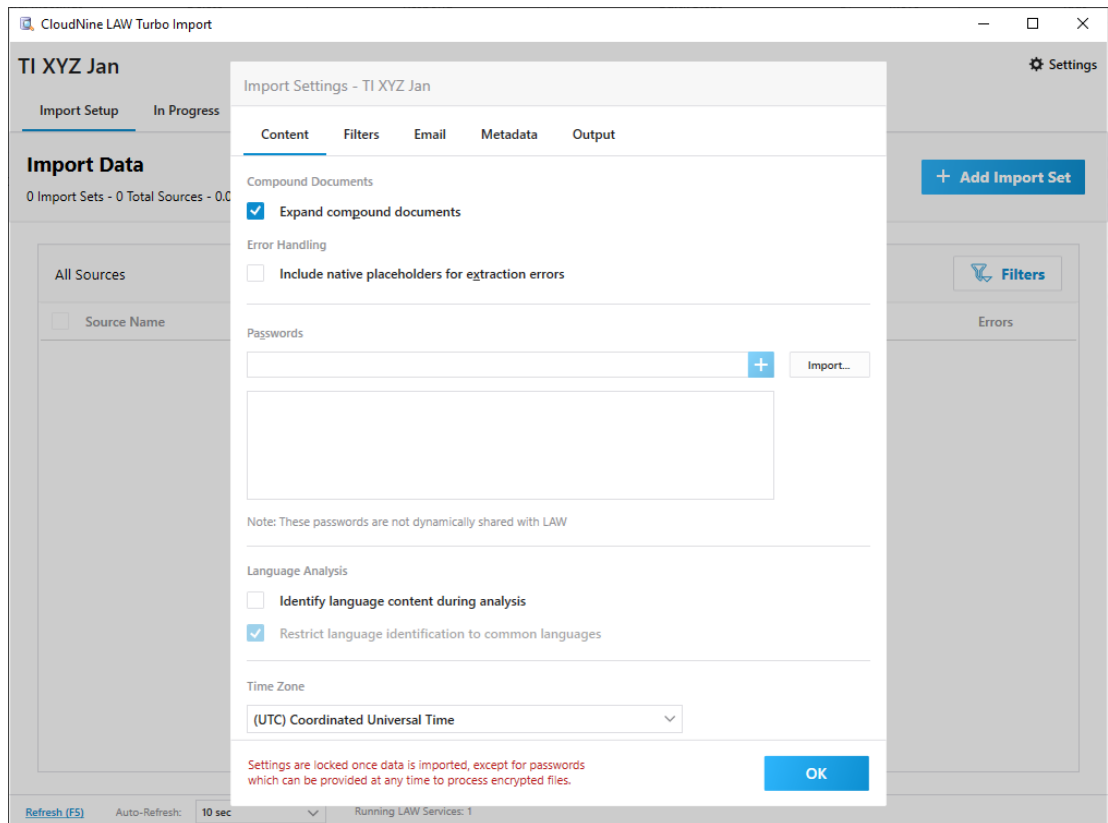 CloudNine LAW Turbo Import
TI XYZ Jan
Settings
Import Setup In Progress
Import Data
0 Import Sets - 0 Total Sources - 0.0
+ Add Import Set
All Sources
Filters
Source Name
Errors
Import Settings - TI XYZ Jan
Content Filters Email Metadata Output
Compound Documents
Expand compound documents
Error Handling
Include native placeholders for extraction errors
Passwords
Import...
Note: These passwords are not dynamically shared with LAW
Language Analysis
Identify language content during analysis
Restrict language identification to common languages
Time Zone
(UTC) Coordinated Universal Time
Settings are locked once data is imported, except for passwords
which can be provided at any time to process encrypted files.
OK
Refresh (F5) Auto-Refresh: 10 sec Running LAW Services: 1